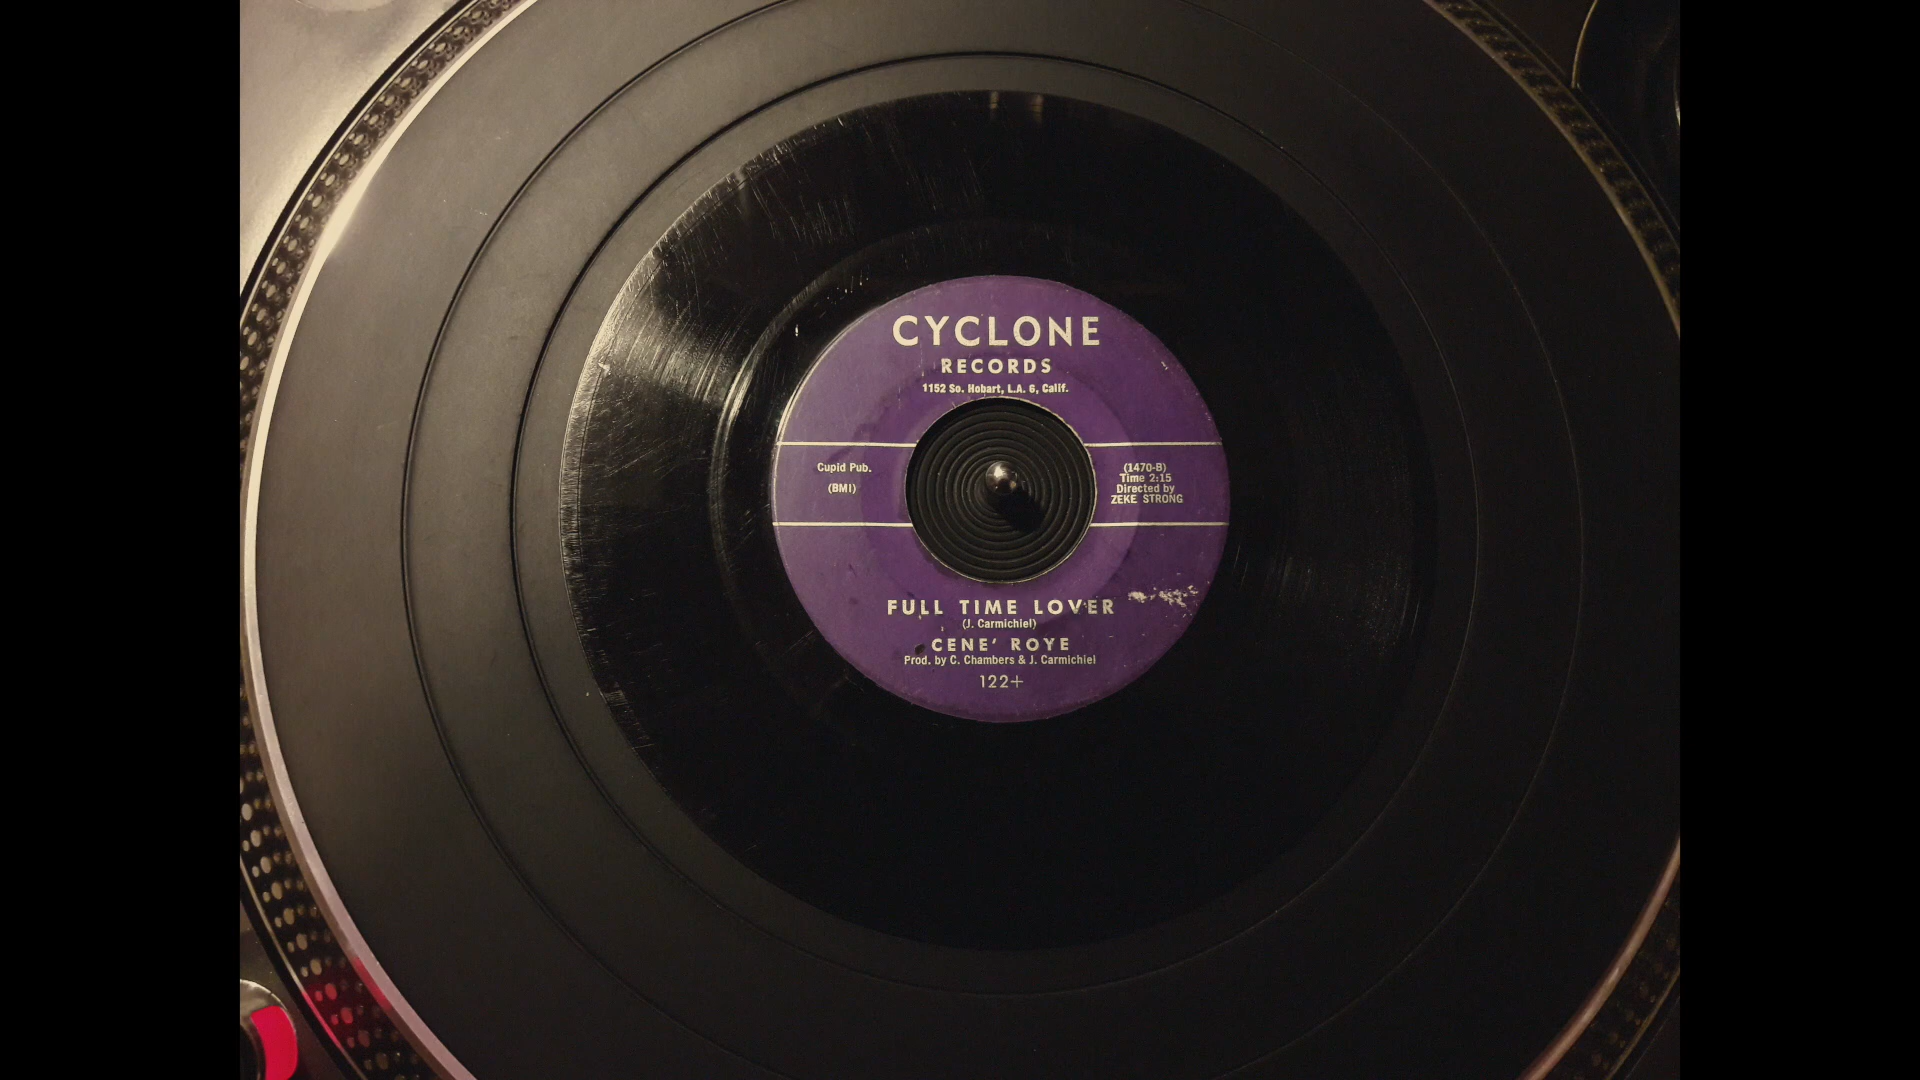 CYCLONE
RECORDS
1152 So. Hobart, L.A. 6, Calif.
Cupid Pub.
(BMI)
(1470-B)
Time 2:15
Directed by
ZEKE STRONG
FULL TIME LOVER
(J. Carmichiel)
CENE' ROYE
Prod. by C. Chambers & J. Carmichiel
122+